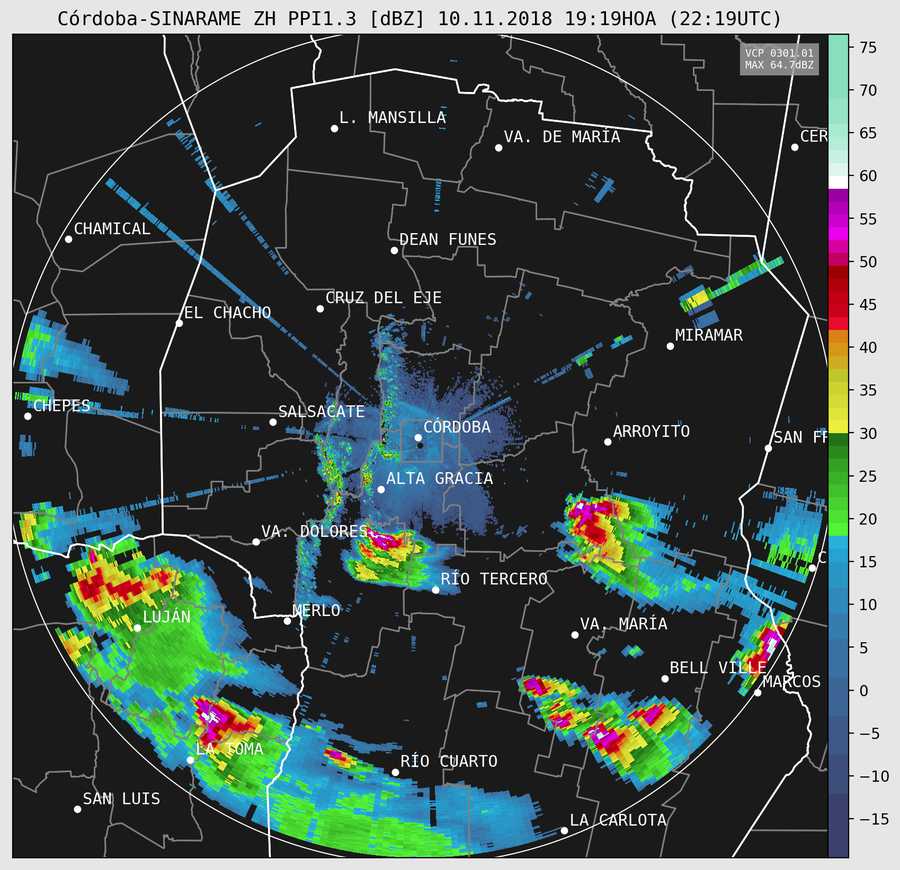 Córdoba-SINARAME ZH PPI1.3 [dBZ] 10.11.2018 19:19HOA (22:19UTC)
VCP 0301.01
MAX 64.7dBZ
75
70
65
60
55
50
45
40
35
30
25
20
15
10
5
0
−5
−10
−15
L. MANSILLA
VA. DE MARÍA
CER
CHAMICAL
DEAN FUNES
CRUZ DEL EJE
EL CHACHO
MIRAMAR
CHEPES
SALSACATE
CÓRDOBA
ARROYITO
SAN FR
ALTA GRACIA
VA. DOLORES
C
RÍO TERCERO
MERLO
LUJÁN
VA. MARÍA
BELL VILLE
MARCOS
LA TOMA
RÍO CUARTO
SAN LUIS
LA CARLOTA